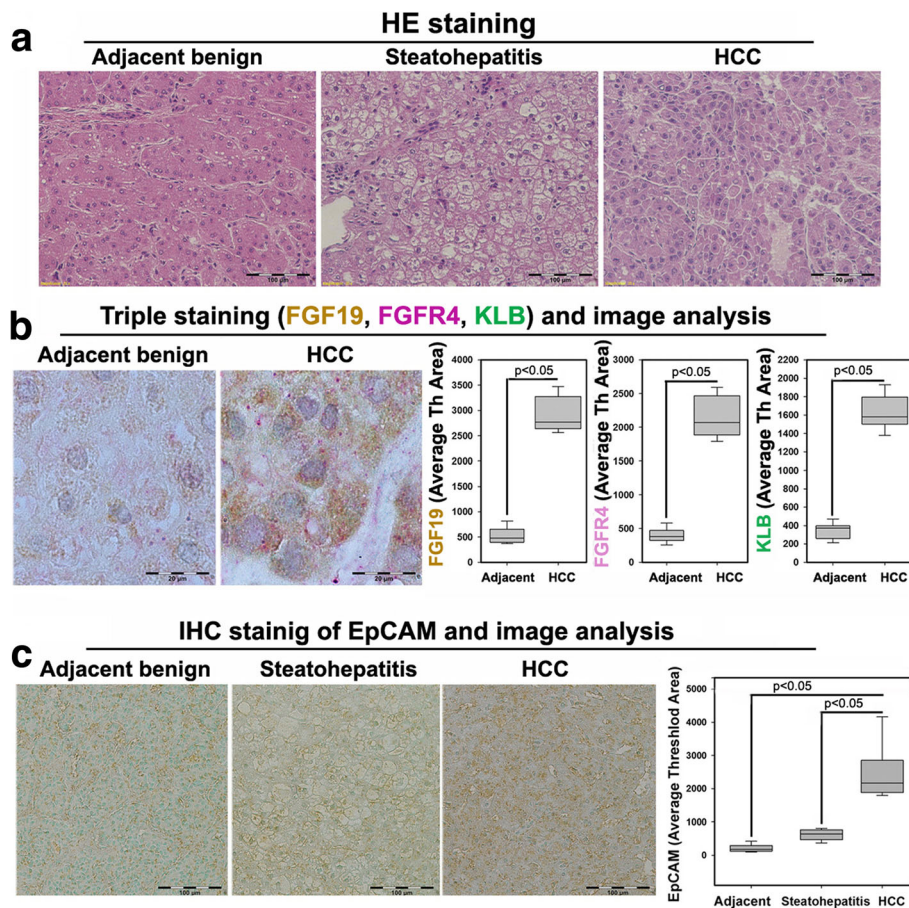 a
HE staining
Adjacent benign
Steatohepatitis
HCC
100 µm
100 µm
100 µm
b
Triple staining (FGF19, FGFR4, KLB) and image analysis
Adjacent benign
HCC
20 µm
20 µm
FGF19 (Average Th Area)
4000
3500
3000
2500
2000
1500
1000
500
0
p<0.05
Adjacent
HCC
FGFR4 (Average Th Area)
3000
2500
2000
1500
1000
500
0
p<0.05
Adjacent
HCC
KLB (Average Th Area)
2200
2000
1800
1600
1400
1200
1000
800
600
400
200
0
p<0.05
Adjacent
HCC
IHC stainig of EpCAM and image analysis
c
Adjacent benign
Steatohepatitis
HCC
100 µm
100 µm
100 µm
EpCAM (Average Threshlod Area)
5000
4000
3000
2000
1000
0
p<0.05
p<0.05
Adjacent
Steatohepatitis
HCC